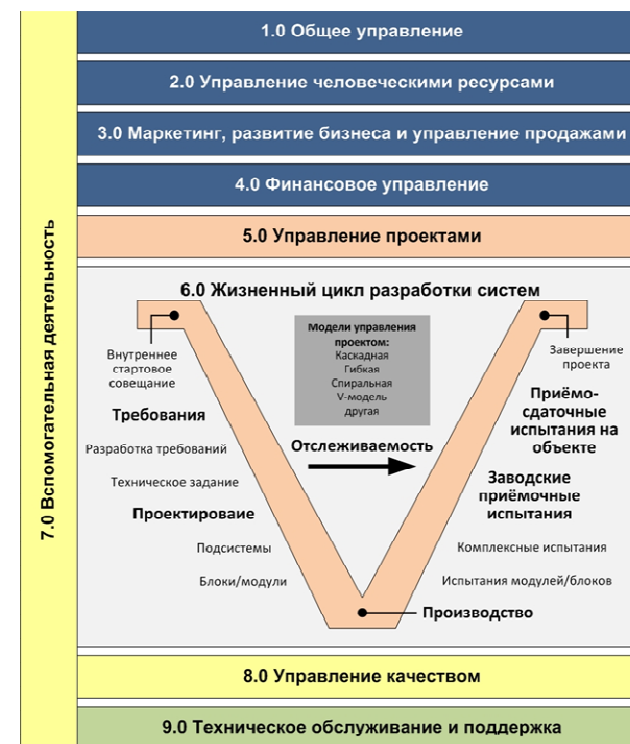 1.0 Общее управление
2.0 Управление человеческими ресурсами
3.0 Маркетинг, развитие бизнеса и управление продажами
4.0 Финансовое управление
5.0 Управление проектами
7.0 Вспомогательная деятельность
6.0 Жизненный цикл разработки систем
Модели управления
проектом:
Каскадная
Гибкая
Спиральная
V-модель
другая
Внутреннее
стартовое
совещание
Требования
Разработка требований
Техническое задание
Проектироваие
Подсистемы
Блоки/модули
Отслеживаемость
Завершение
проекта
Приёмо-
сдаточные
испытания на
объекте
Заводские
приёмочные
испытания
Комплексные испытания
Испытания модулей/блоков
Производство
8.0 Управление качеством
9.0 Техническое обслуживание и поддержка